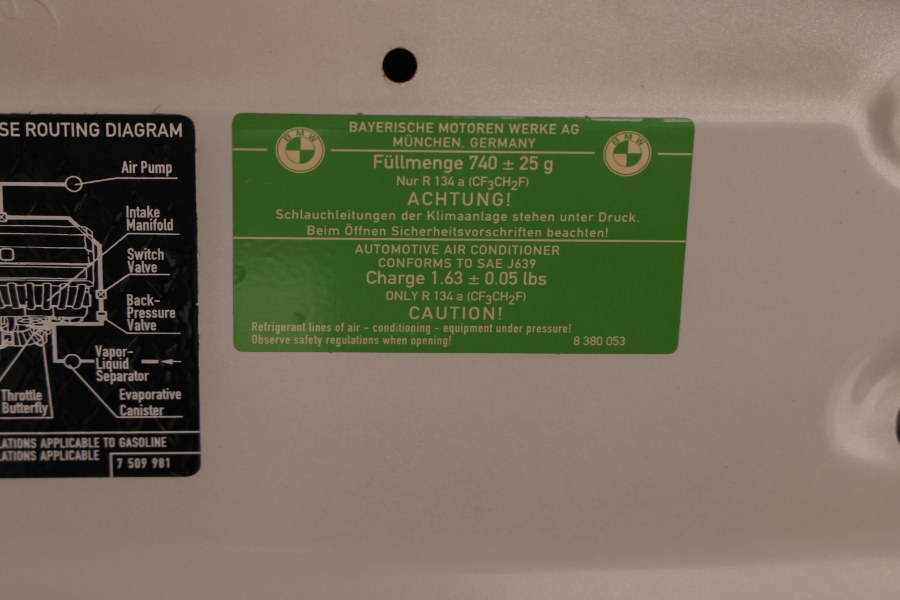 SE ROUTING DIAGRAM
Air Pump
Intake
Manifold
Switch
Valve
Back-
Pressure
Valve
Vapor-
Liquid
Separator
Throttle
Butterfly
Evaporative
Canister
ATIONS APPLICABLE TO GASOLINE
ATIONS APPLICABLE
7 509 981
BMW
BMW
BAYERISCHE MOTOREN WERKE AG
MÜNCHEN, GERMANY
Füllmenge 740 ± 25 g
Nur R 134 a (CF3CH2F)
ACHTUNG!
Schlauchleitungen der Klimaanlage stehen unter Druck.
Beim Öffnen Sicherheitsvorschriften beachten!
AUTOMOTIVE AIR CONDITIONER
CONFORMS TO SAE J639
Charge 1.63 ± 0.05 lbs
ONLY R 134 a (CF3CH2F)
CAUTION!
Refrigerant lines of air - conditioning - equipment under pressure!
Observe safety regulations when opening!
8 380 053